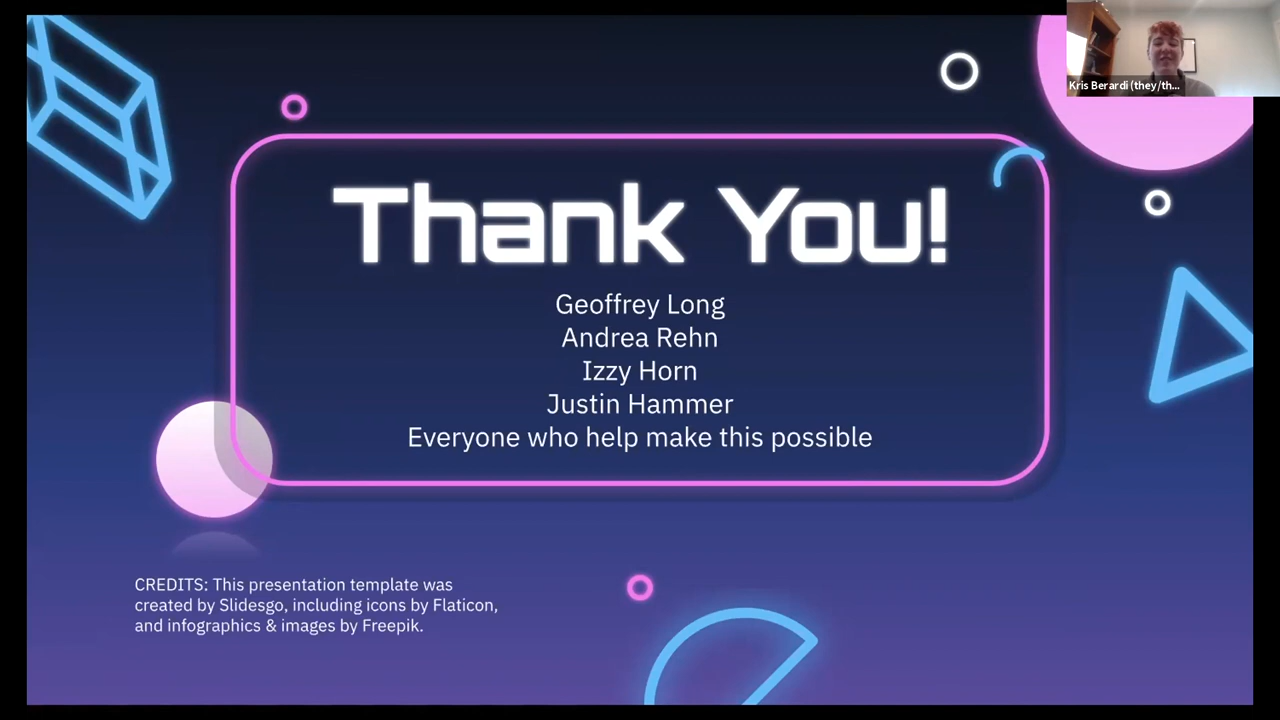 Kris Berardi (they/th...
Thank You!
Geoffrey Long
Andrea Rehn
Izzy Horn
Justin Hammer
Everyone who help make this possible
CREDITS: This presentation template was
created by Slidesgo, including icons by Flaticon,
and infographics & images by Freepik.